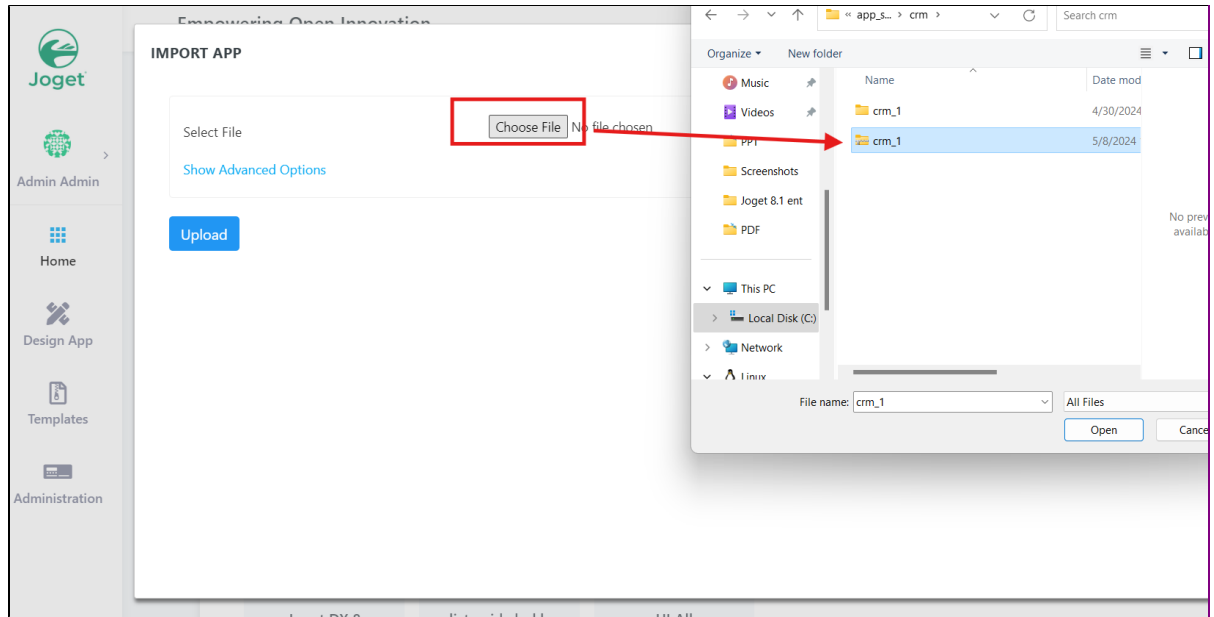 Empowering Open Innovation
Joget
Admin Admin
Home
Design App
Templates
Administration
IMPORT APP
Select File
Choose File No file chosen
Show Advanced Options
Upload
« app_s... › crm ›
Search crm
Organize
New folder
Music
Videos
PPT
Screenshots
Joget 8.1 ent
PDF
This PC
Local Disk (C:)
Network
Linux
Name Date mod
crm_1 4/30/2024
crm_1 5/8/2024
No prev
availab
File name: crm_1
All Files
Open
Cance